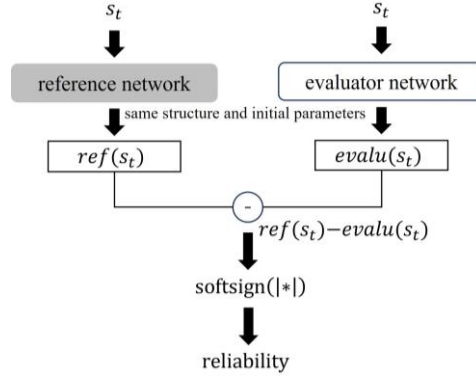 s_t s_t
reference network evaluator network
same structure and initial parameters
ref(s_t) evalu(s_t)
-
ref(s_t)−evalu(s_t)
softsign(|∗|)
reliability